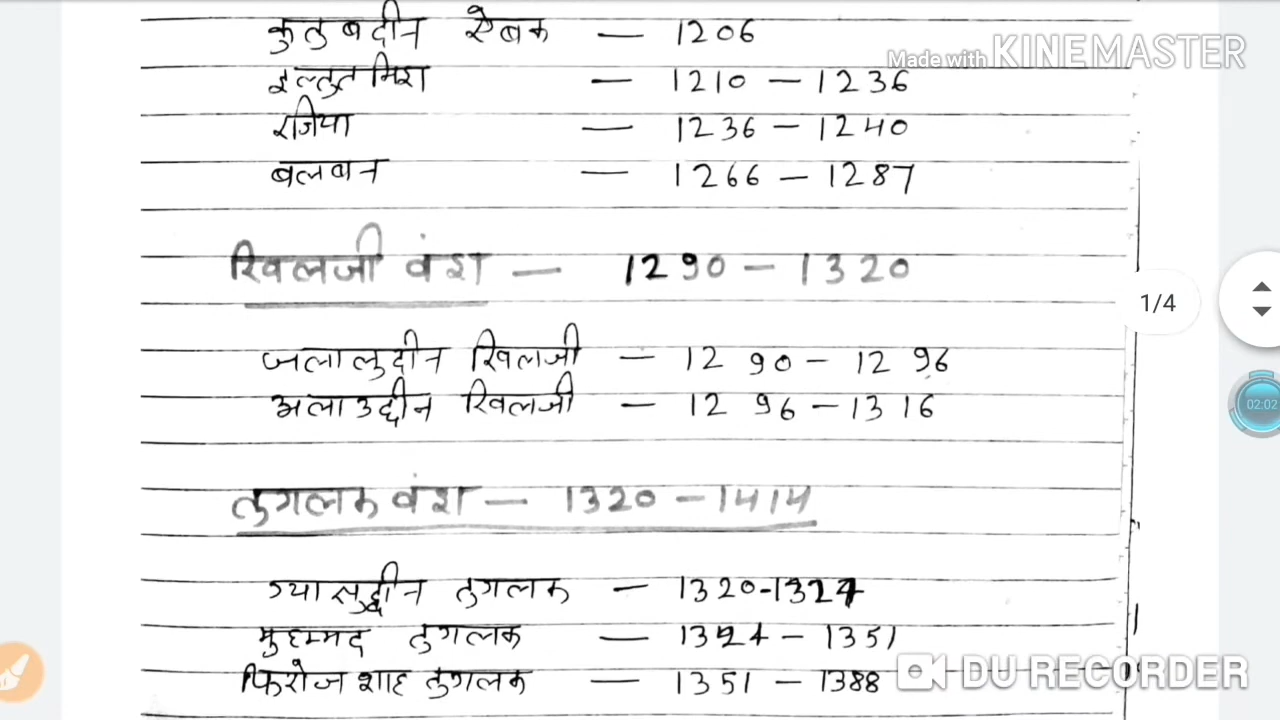 कुतुबदीन ऐबक — 1206
Made with KINEMASTER
इल्तुतमिश — 1210 – 1236
रजिया — 1236 – 1240
बलबन — 1266 – 1287
खिलजी वंश — 1290 – 1320
1/4
जलालुदीन खिलजी — 1290 – 1296
अलाउद्दीन खिलजी — 1296 – 1316
02:02
तुगलक वंश — 1320 – 1414
ग्यासुद्दीन तुगलक — 1320-1324
मुहम्मद तुगलक — 1324 – 1351
फिरोज शाह तुगलक — 1351 – 1388
DU RECORDER